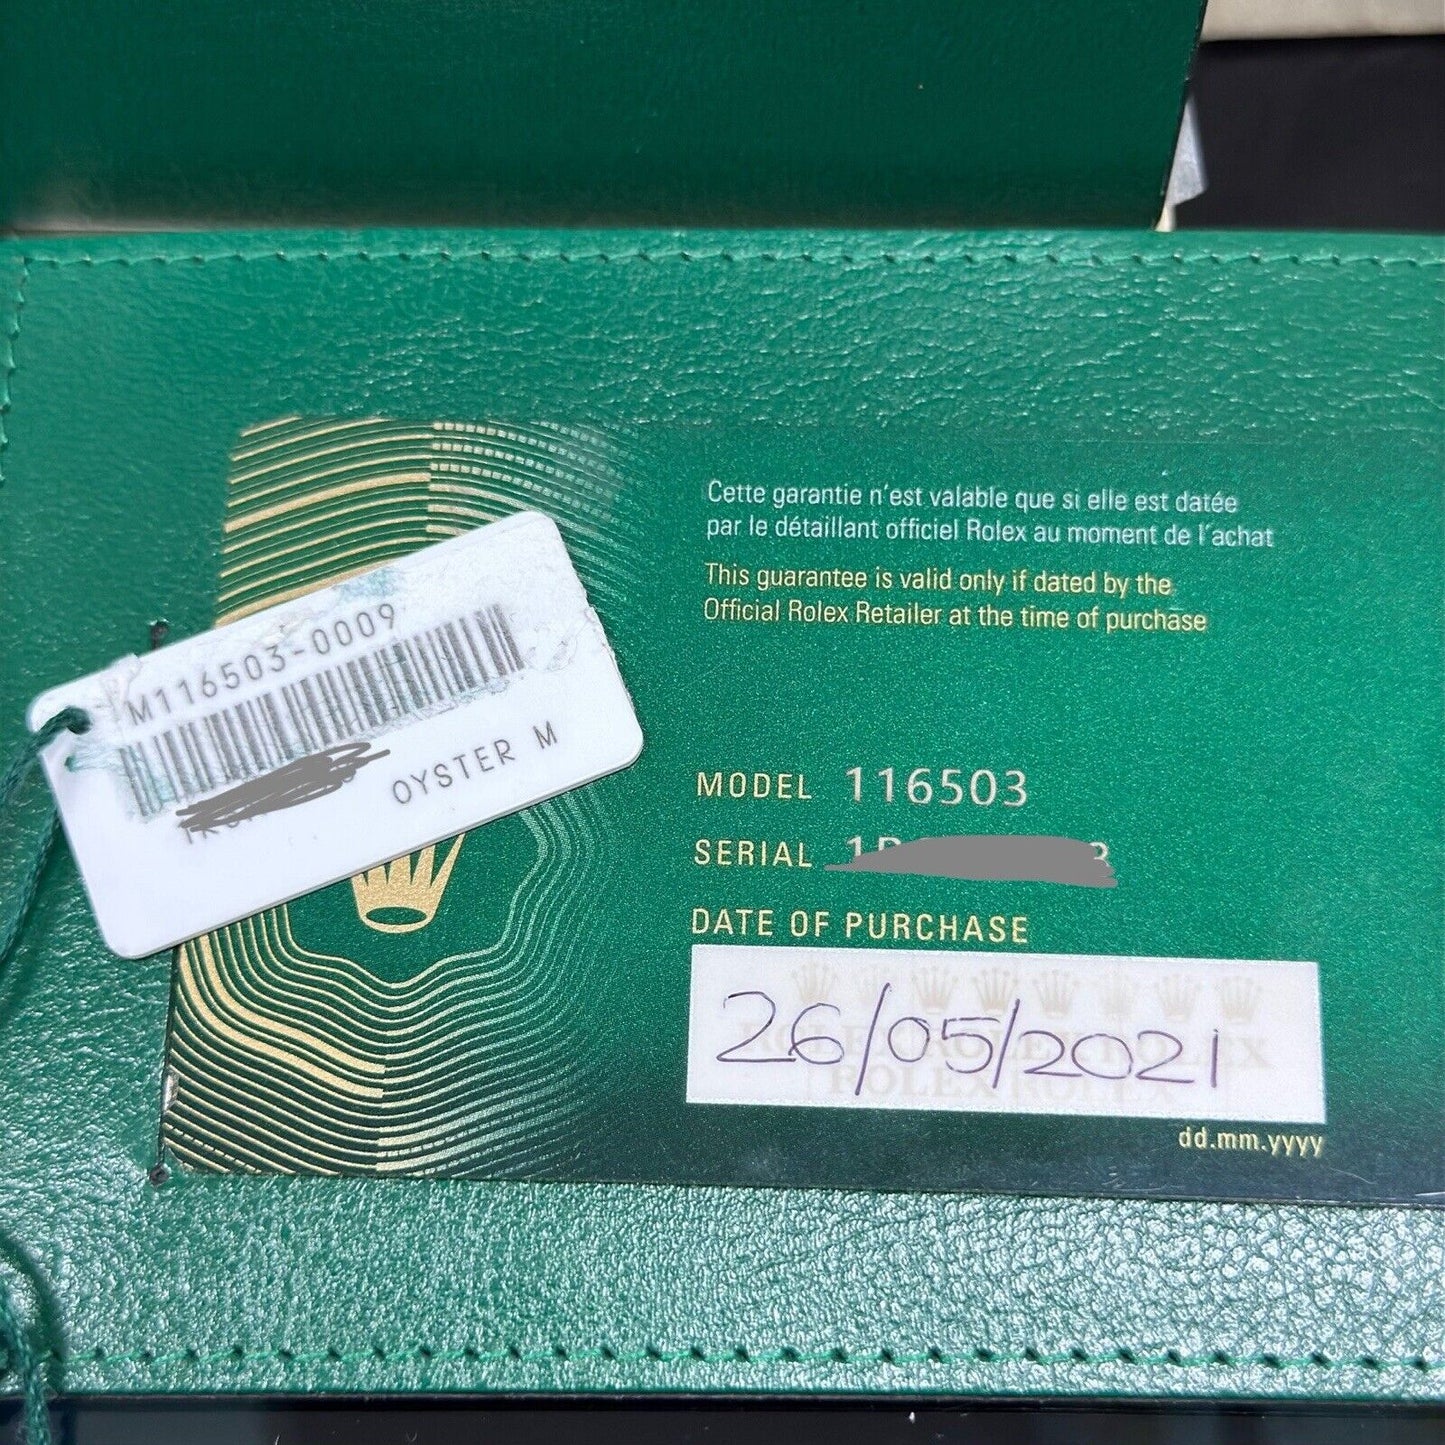 M116503-0009
OYSTER M
Cette garantie n'est valable que si elle est datée
par le détaillant officiel Rolex au moment de l'achat
This guarantee is valid only if dated by the
Official Rolex Retailer at the time of purchase
MODEL 116503
SERIAL
DATE OF PURCHASE
26/05/2021
dd.mm.yyyy